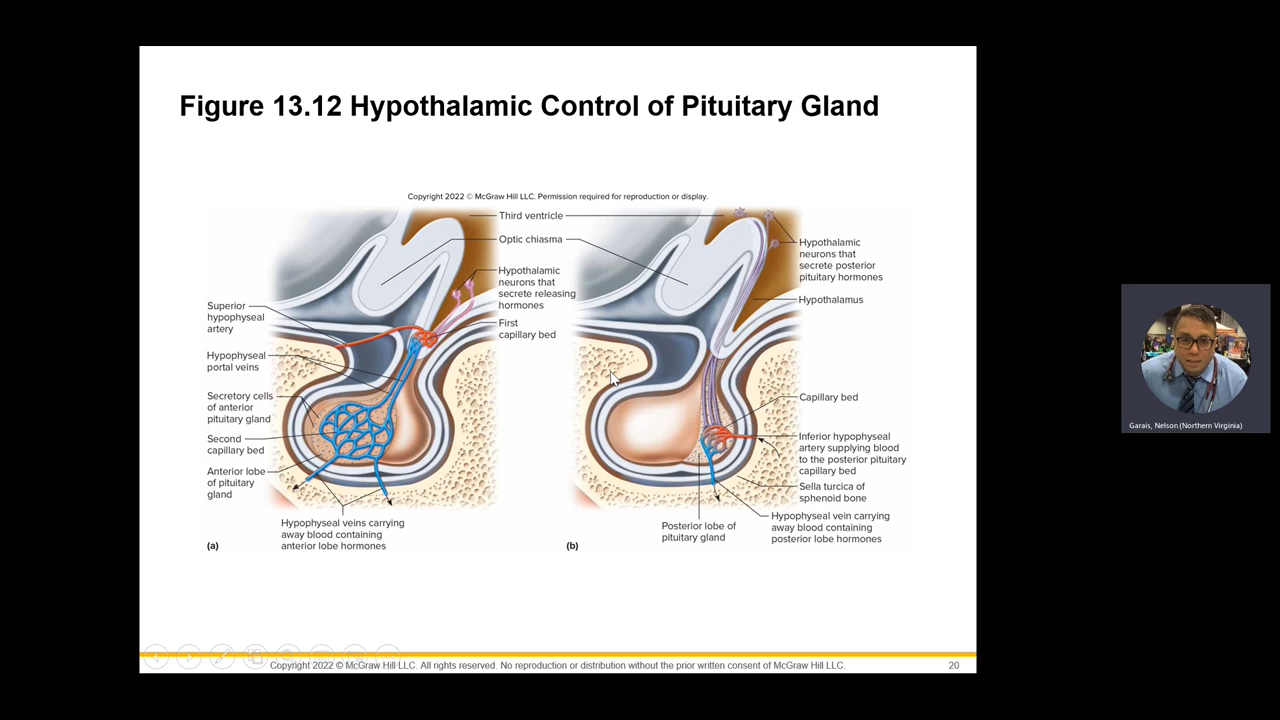 Figure 13.12 Hypothalamic Control of Pituitary Gland
Copyright 2022 © McGraw Hill LLC. Permission required for reproduction or display.
Third ventricle
Optic chiasma
Hypothalamic
neurons that
secrete releasing
hormones
First
capillary bed
Superior
hypophyseal
artery
Hypophyseal
portal veins
Secretory cells
of anterior
pituitary gland
Second
capillary bed
Anterior lobe
of pituitary
gland
Hypophyseal veins carrying
away blood containing
anterior lobe hormones
(a)
Hypothalamic
neurons that
secrete posterior
pituitary hormones
Hypothalamus
Capillary bed
Inferior hypophyseal
artery supplying blood
to the posterior pituitary
capillary bed
Sella turcica of
sphenoid bone
Hypophyseal vein carrying
away blood containing
posterior lobe hormones
Posterior lobe of
pituitary gland
(b)
Copyright 2022 © McGraw Hill LLC. All rights reserved. No reproduction or distribution without the prior written consent of McGraw Hill LLC.
20
Garais, Nelson (Northern Virginia)